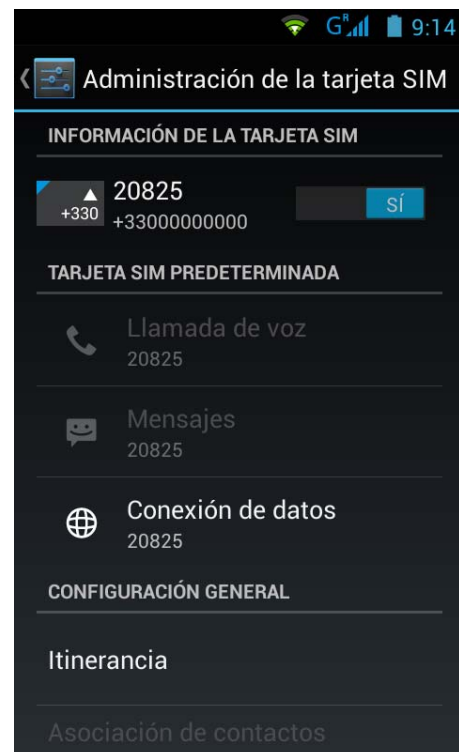 G R 9:14
Administración de la tarjeta SIM
INFORMACIÓN DE LA TARJETA SIM
20825
+330
+33000000000
SÍ
TARJETA SIM PREDETERMINADA
Llamada de voz
20825
Mensajes
20825
Conexión de datos
20825
CONFIGURACIÓN GENERAL
Itinerancia
Asociación de contactos